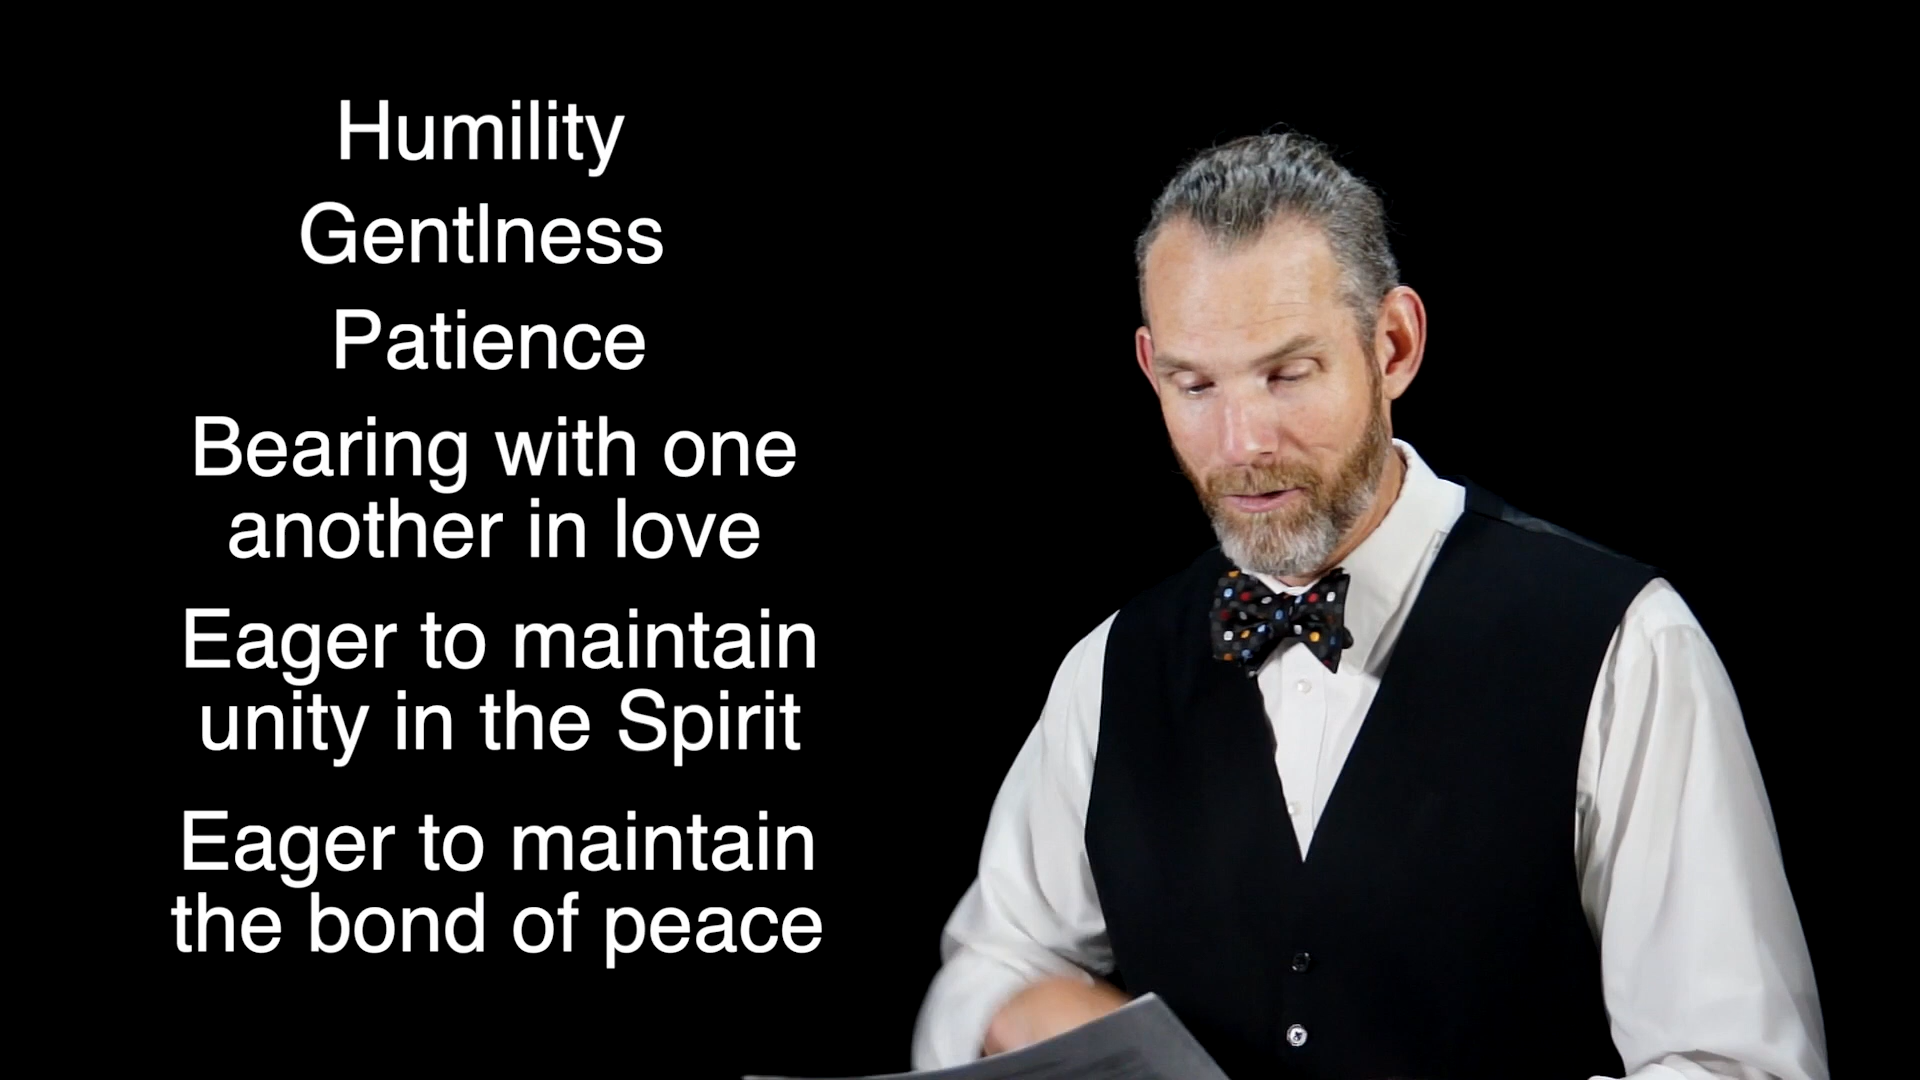 Humility
Gentlness
Patience
Bearing with one
another in love
Eager to maintain
unity in the Spirit
Eager to maintain
the bond of peace